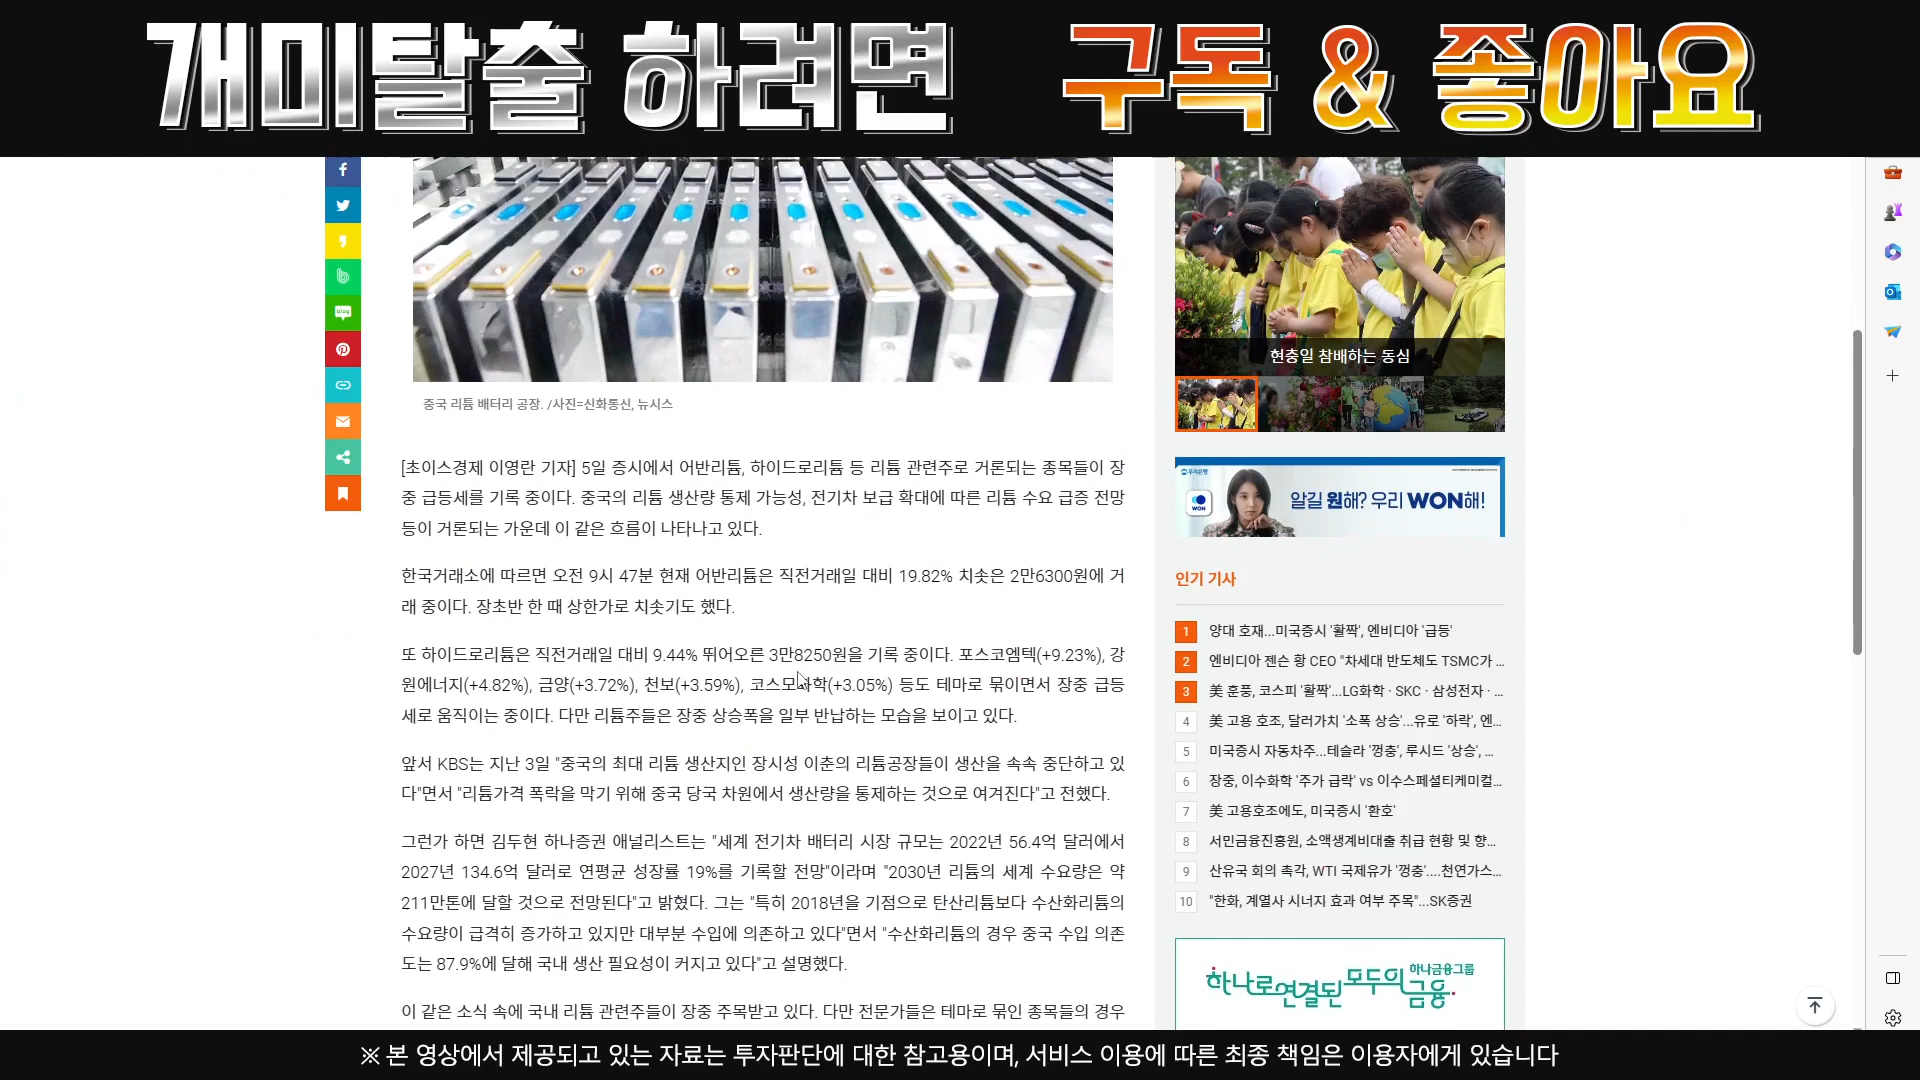 개미탈출 하려면 구독 & 좋아요
현충일 참배하는 동심
중국 리튬 배터리 공장. /사진=신화통신, 뉴시스
[초이스경제 이영란 기자] 5일 증시에서 어반리튬, 하이드로리튬 등 리튬 관련주로 거론되는 종목들이 장
중 급등세를 기록 중이다. 중국의 리튬 생산량 통제 가능성, 전기차 보급 확대에 따른 리튬 수요 급증 전망
등이 거론되는 가운데 이 같은 흐름이 나타나고 있다.
한국거래소에 따르면 오전 9시 47분 현재 어반리튬은 직전거래일 대비 19.82% 치솟은 2만6300원에 거
래 중이다. 장초반 한 때 상한가로 치솟기도 했다.
또 하이드로리튬은 직전거래일 대비 9.44% 뛰어오른 3만8250원을 기록 중이다. 포스코엠텍(+9.23%), 강
원에너지(+4.82%), 금양(+3.72%), 천보(+3.59%), 코스모화학(+3.05%) 등도 테마로 묶이면서 장중 급등
세로 움직이는 중이다. 다만 리튬주들은 장중 상승폭을 일부 반납하는 모습을 보이고 있다.
앞서 KBS는 지난 3일 "중국의 최대 리튬 생산지인 장시성 이춘의 리튬공장들이 생산을 속속 중단하고 있
다"면서 "리튬가격 폭락을 막기 위해 중국 당국 차원에서 생산량을 통제하는 것으로 여겨진다"고 전했다.
그런가 하면 김두현 하나증권 애널리스트는 "세계 전기차 배터리 시장 규모는 2022년 56.4억 달러에서
2027년 134.6억 달러로 연평균 성장률 19%를 기록할 전망"이라며 "2030년 리튬의 세계 수요량은 약
211만톤에 달할 것으로 전망된다"고 밝혔다. 그는 "특히 2018년을 기점으로 탄산리튬보다 수산화리튬의
수요량이 급격히 증가하고 있지만 대부분 수입에 의존하고 있다"면서 "수산화리튬의 경우 중국 수입 의존
도는 87.9%에 달해 국내 생산 필요성이 커지고 있다"고 설명했다.
이 같은 소식 속에 국내 리튬 관련주들이 장중 주목받고 있다. 다만 전문가들은 테마로 묶인 종목들의 경우
우리은행
WON
알길 원해? 우리 WON해!
인기 기사
1 양대 호재...미국증시 '활짝', 엔비디아 '급등'
2 엔비디아 젠슨 황 CEO "차세대 반도체도 TSMC가 ...
3 美 훈풍, 코스피 '활짝'...LG화학 · SKC · 삼성전자 · ...
4 美 고용 호조, 달러가치 '소폭 상승'...유로 '하락', 엔...
5 미국증시 자동차주...테슬라 '껑충', 루시드 '상승', ...
6 장중, 이수화학 '주가 급락' vs 이수스페셜티케미컬...
7 美 고용호조에도, 미국증시 '환호'
8 서민금융진흥원, 소액생계비대출 취급 현황 및 향...
9 산유국 회의 촉각, WTI 국제유가 '껑충'....천연가스...
10 "한화, 계열사 시너지 효과 여부 주목"...SK증권
하나로 연결된 모두의 금융.
하나금융그룹
※ 본 영상에서 제공되고 있는 자료는 투자판단에 대한 참고용이며, 서비스 이용에 따른 최종 책임은 이용자에게 있습니다